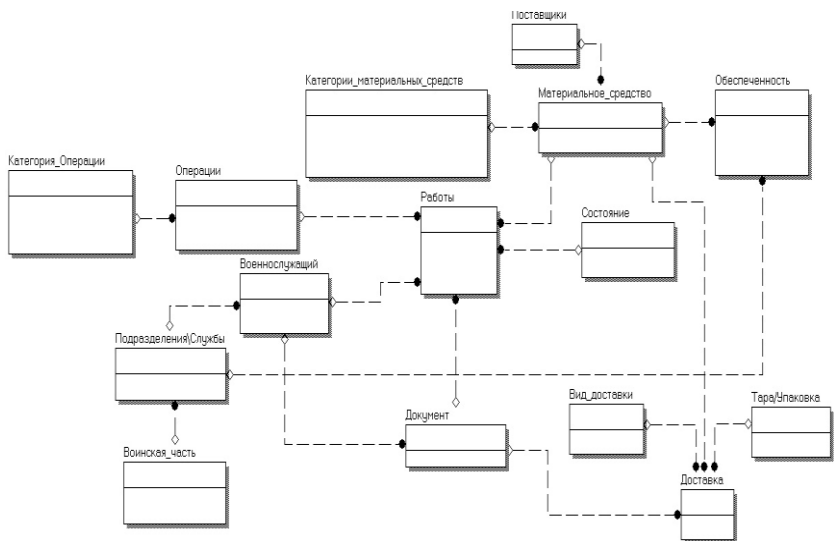 Поставщики
Категории_материальных_средств
Материальное_средство
Обеспеченность
Категория_Операции
Операции
Работы
Состояние
Военнослужащий
Подразделения\Службы
Воинская_часть
Документ
Вид_доставки
Тара/Упаковка
Доставка